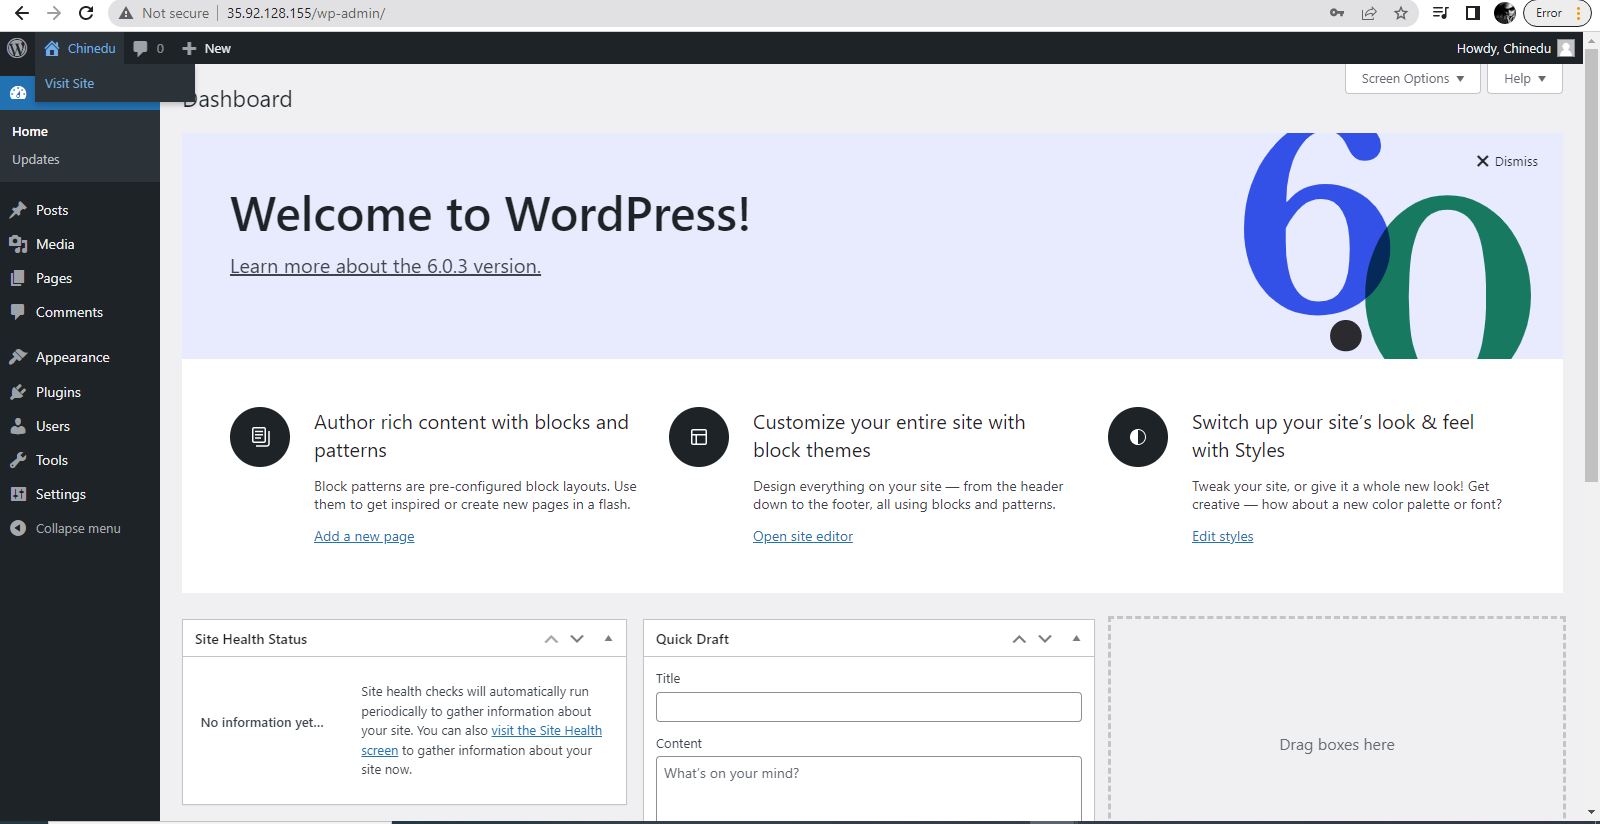 Not secure | 35.92.128.155/wp-admin/
Error
Chinedu
0
New
Howdy, Chinedu
Visit Site
Screen Options
Help
Dashboard
Home
Updates
Posts
Media
Pages
Comments
Appearance
Plugins
Users
Tools
Settings
Collapse menu
6.0
Dismiss
Welcome to WordPress!
Learn more about the 6.0.3 version.
Author rich content with blocks and
patterns
Block patterns are pre-configured block layouts. Use
them to get inspired or create new pages in a flash.
Add a new page
Customize your entire site with
block themes
Design everything on your site — from the header
down to the footer, all using blocks and patterns.
Open site editor
Switch up your site’s look & feel
with Styles
Tweak your site, or give it a whole new look! Get
creative — how about a new color palette or font?
Edit styles
Site Health Status
No information yet...
Site health checks will automatically run
periodically to gather information about
your site. You can also visit the Site Health
screen to gather information about your
site now.
Quick Draft
Title
Content
What’s on your mind?
Drag boxes here